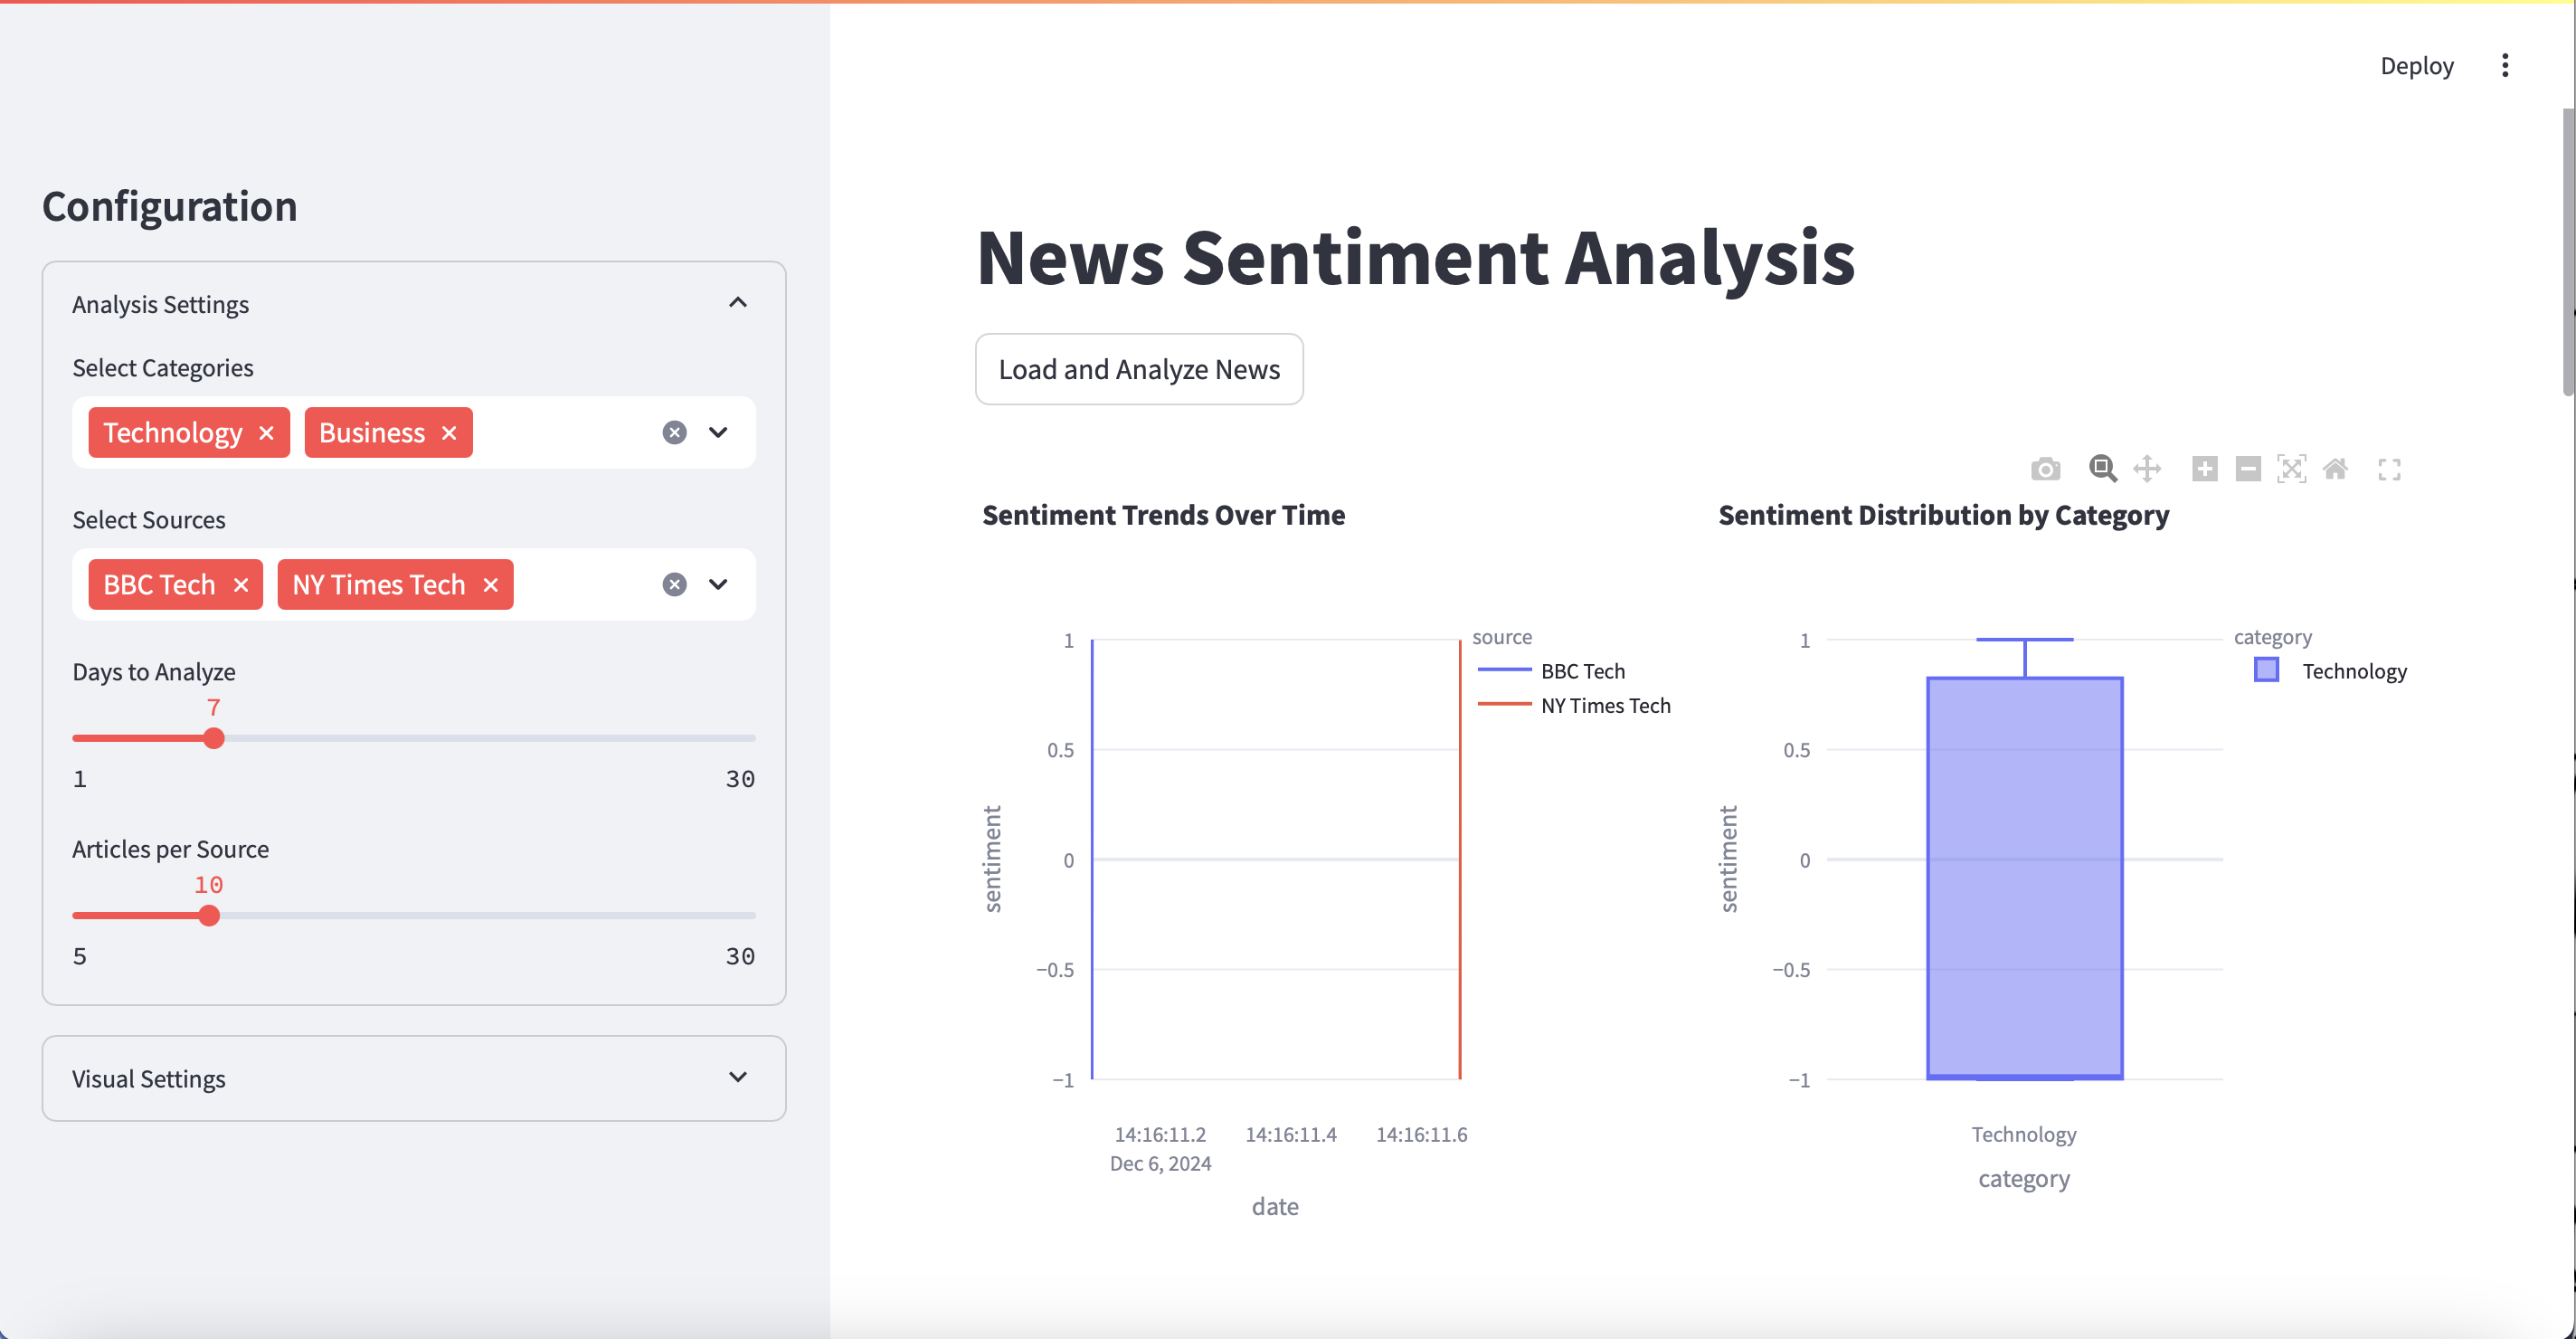 Deploy
Configuration
Analysis Settings
Select Categories
Technology
Business
Select Sources
BBC Tech
NY Times Tech
Days to Analyze
7
1
30
Articles per Source
10
5
30
Visual Settings
News Sentiment Analysis
Load and Analyze News
Sentiment Trends Over Time
1
0.5
0
−0.5
−1
sentiment
14:16:11.2
Dec 6, 2024
14:16:11.4
14:16:11.6
date
source
BBC Tech
NY Times Tech
Sentiment Distribution by Category
1
0.5
0
−0.5
−1
sentiment
Technology
category
category
Technology